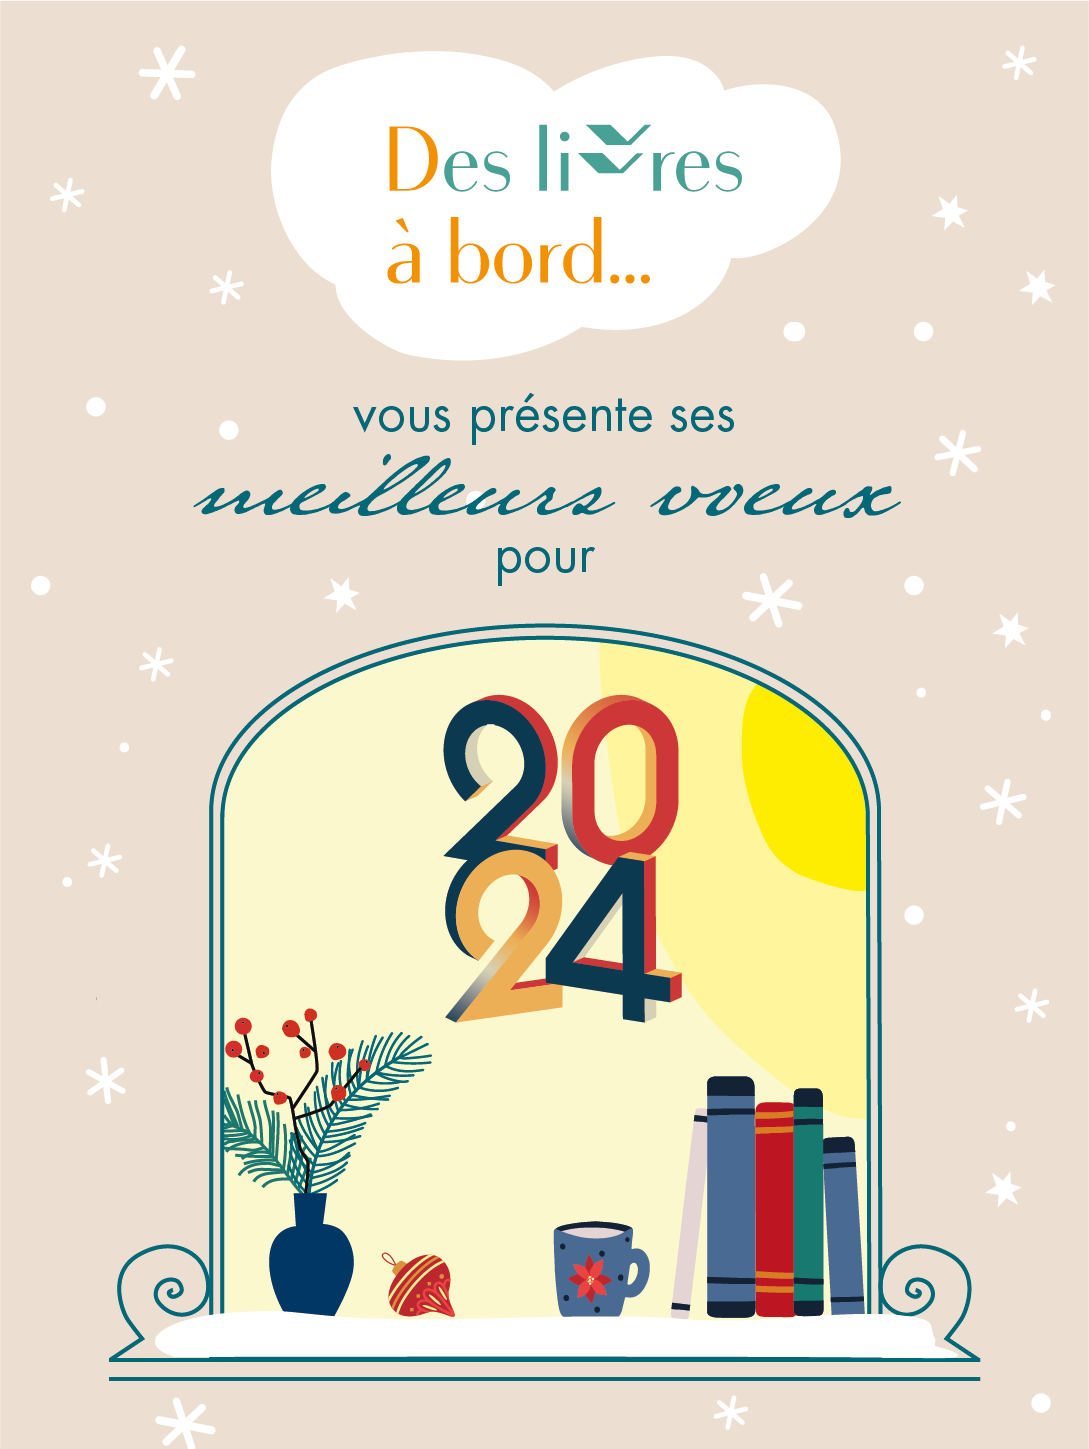 Des livres
à bord...
vous présente ses
meilleurs voeux
pour
20
24